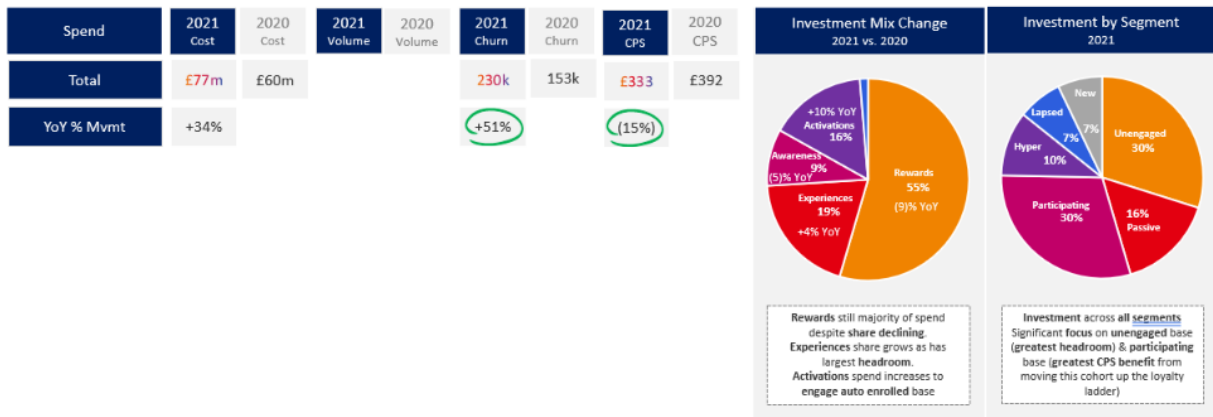 Spend
2021
Cost
2020
Cost
2021
Volume
2020
Volume
2021
Churn
2020
Churn
2021
CPS
2020
CPS
Total
£77m
£60m
230k
153k
£333
£392
YoY % Mvmt
+34%
+51%
(15%)
Investment Mix Change
2021 vs. 2020
+10% YoY
Activations
16%
Awareness
9%
(5)% YoY
Experiences
19%
+4% YoY
Rewards
55%
(9)% YoY
Rewards still majority of spend
despite share declining.
Experiences share grows as has
largest headroom.
Activations spend increases to
engage auto enrolled base
Investment by Segment
2021
New
7%
Lapsed
7%
Hyper
10%
Unengaged
30%
Participating
30%
16%
Passive
Investment across all segments
Significant focus on unengaged base
(greatest headroom) & participating
base (greatest CPS benefit from
moving this cohort up the loyalty
ladder)